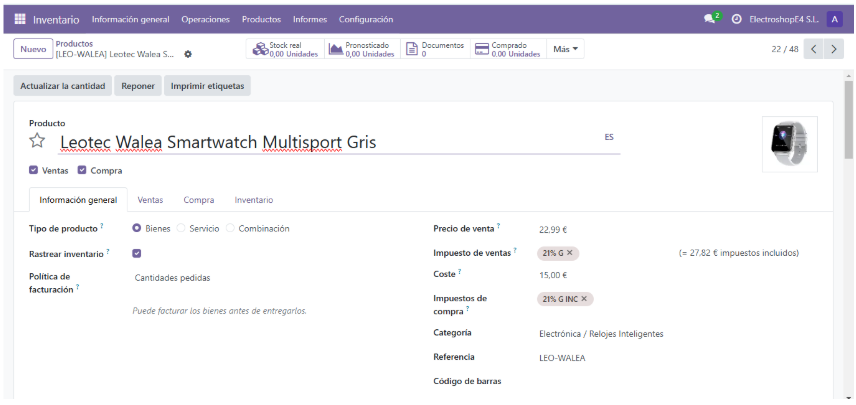 Inventario Información general Operaciones Productos Informes Configuración 2 ElectroshopE4 S.L. A
Nuevo Productos Stock real Pronosticado Documentos Comprado Más 22 / 48
[LEO-WALEA] Leotec Walea S... 0,00 Unidades 0,00 Unidades 0 0,00 Unidades
Actualizar la cantidad Reponer Imprimir etiquetas
Producto
Leotec Walea Smartwatch Multisport Gris ES
Ventas Compra
Información general Ventas Compra Inventario
Tipo de producto ? Bienes Servicio Combinación Precio de venta ? 22,99 €
Rastrear inventario ? Impuesto de ventas ? 21% G × (= 27,82 € impuestos incluidos)
Política de facturación ? Cantidades pedidas Coste ? 15,00 €
Puede facturar los bienes antes de entregarlos. Impuestos de compra ? 21% G INC ×
Categoría Electrónica / Relojes Inteligentes
Referencia LEO-WALEA
Código de barras